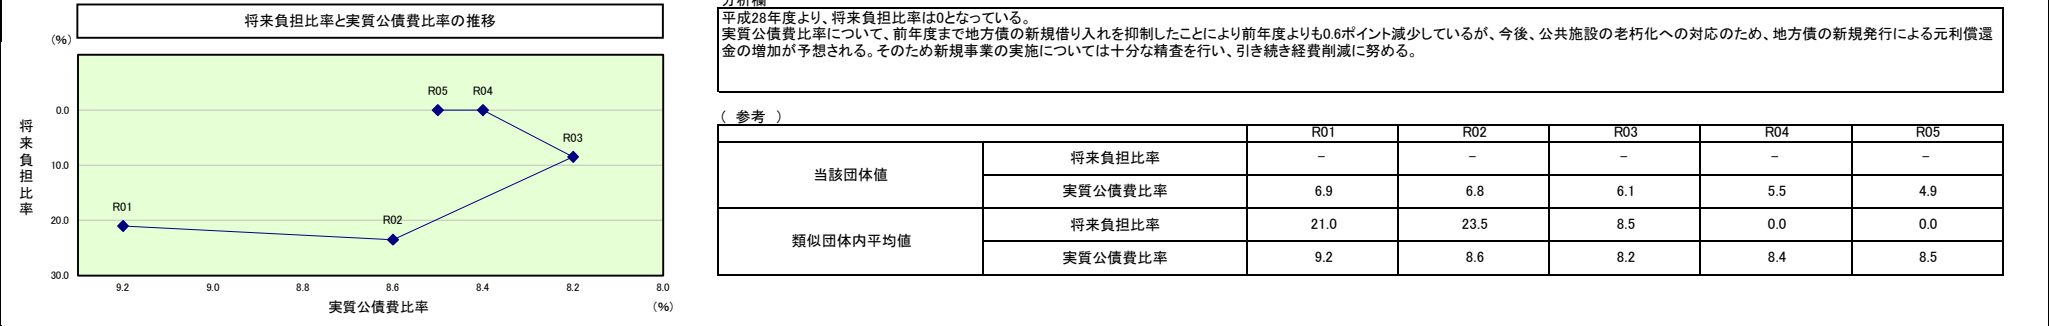 将来負担比率と実質公債費比率の推移
(%)
将来負担比率
0.0
10.0
20.0
30.0
R05
R04
R03
R01
R02
9.2
9.0
8.8
8.6
8.4
8.2
8.0
実質公債費比率
(%)
分析欄
平成28年度より、将来負担比率は0となっている。
実質公債費比率について、前年度まで地方債の新規借り入れを抑制したことにより前年度よりも0.6ポイント減少しているが、今後、公共施設の老朽化への対応のため、地方債の新規発行による元利償還
金の増加が予想される。そのため新規事業の実施については十分な精査を行い、引き続き経費削減に努める。
( 参考 )
R01 R02 R03 R04 R05
当該団体値
将来負担比率 － － － － －
実質公債費比率 6.9 6.8 6.1 5.5 4.9
類似団体内平均値
将来負担比率 21.0 23.5 8.5 0.0 0.0
実質公債費比率 9.2 8.6 8.2 8.4 8.5